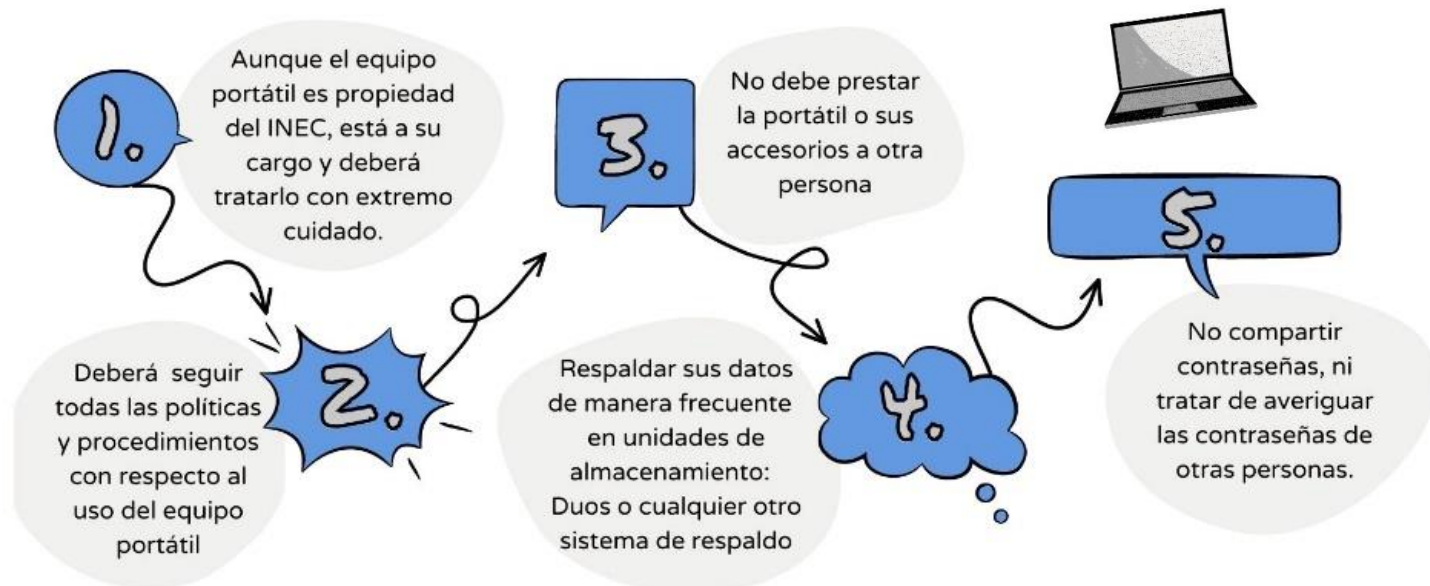 1.
Aunque el equipo
portátil es propiedad
del INEC, está a su
cargo y deberá
tratarlo con extremo
cuidado.
2.
Deberá seguir
todas las políticas
y procedimientos
con respecto al
uso del equipo
portátil
3.
No debe prestar
la portátil o sus
accesorios a otra
persona
4.
Respaldar sus datos
de manera frecuente
en unidades de
almacenamiento:
Duos o cualquier otro
sistema de respaldo
5.
No compartir
contraseñas, ni
tratar de averiguar
las contraseñas de
otras personas.